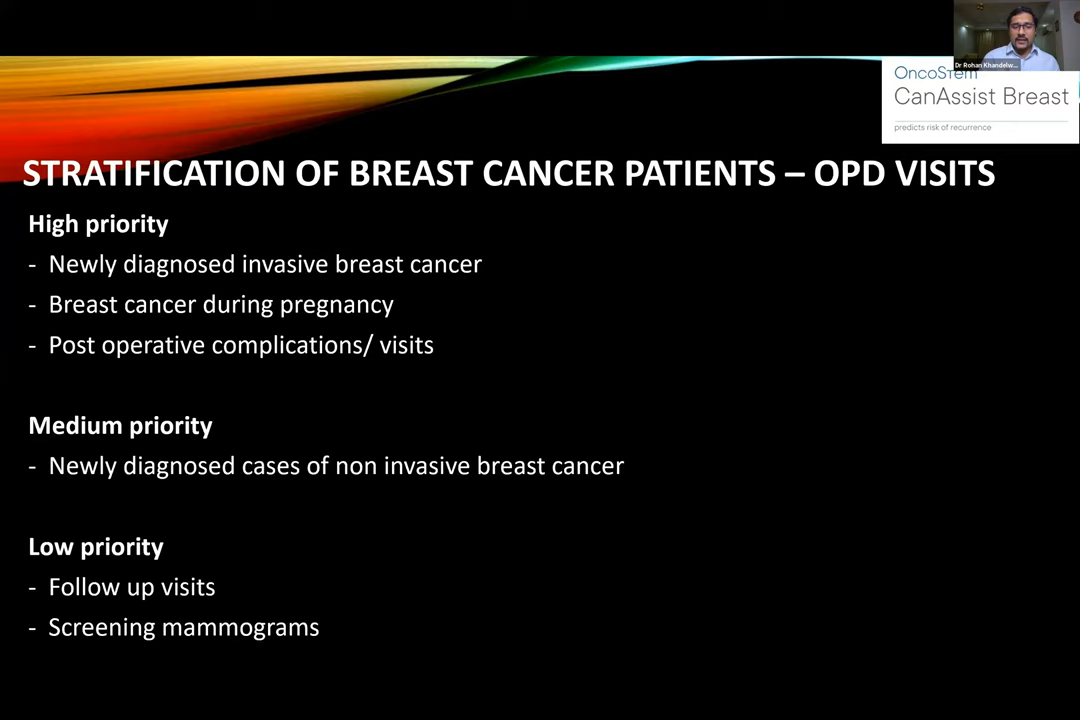 Dr Rohan Khandelw...
OncoStem
CanAssist Breast
predicts risk of recurrence
STRATIFICATION OF BREAST CANCER PATIENTS – OPD VISITS
High priority
- Newly diagnosed invasive breast cancer
- Breast cancer during pregnancy
- Post operative complications/ visits
Medium priority
- Newly diagnosed cases of non invasive breast cancer
Low priority
- Follow up visits
- Screening mammograms